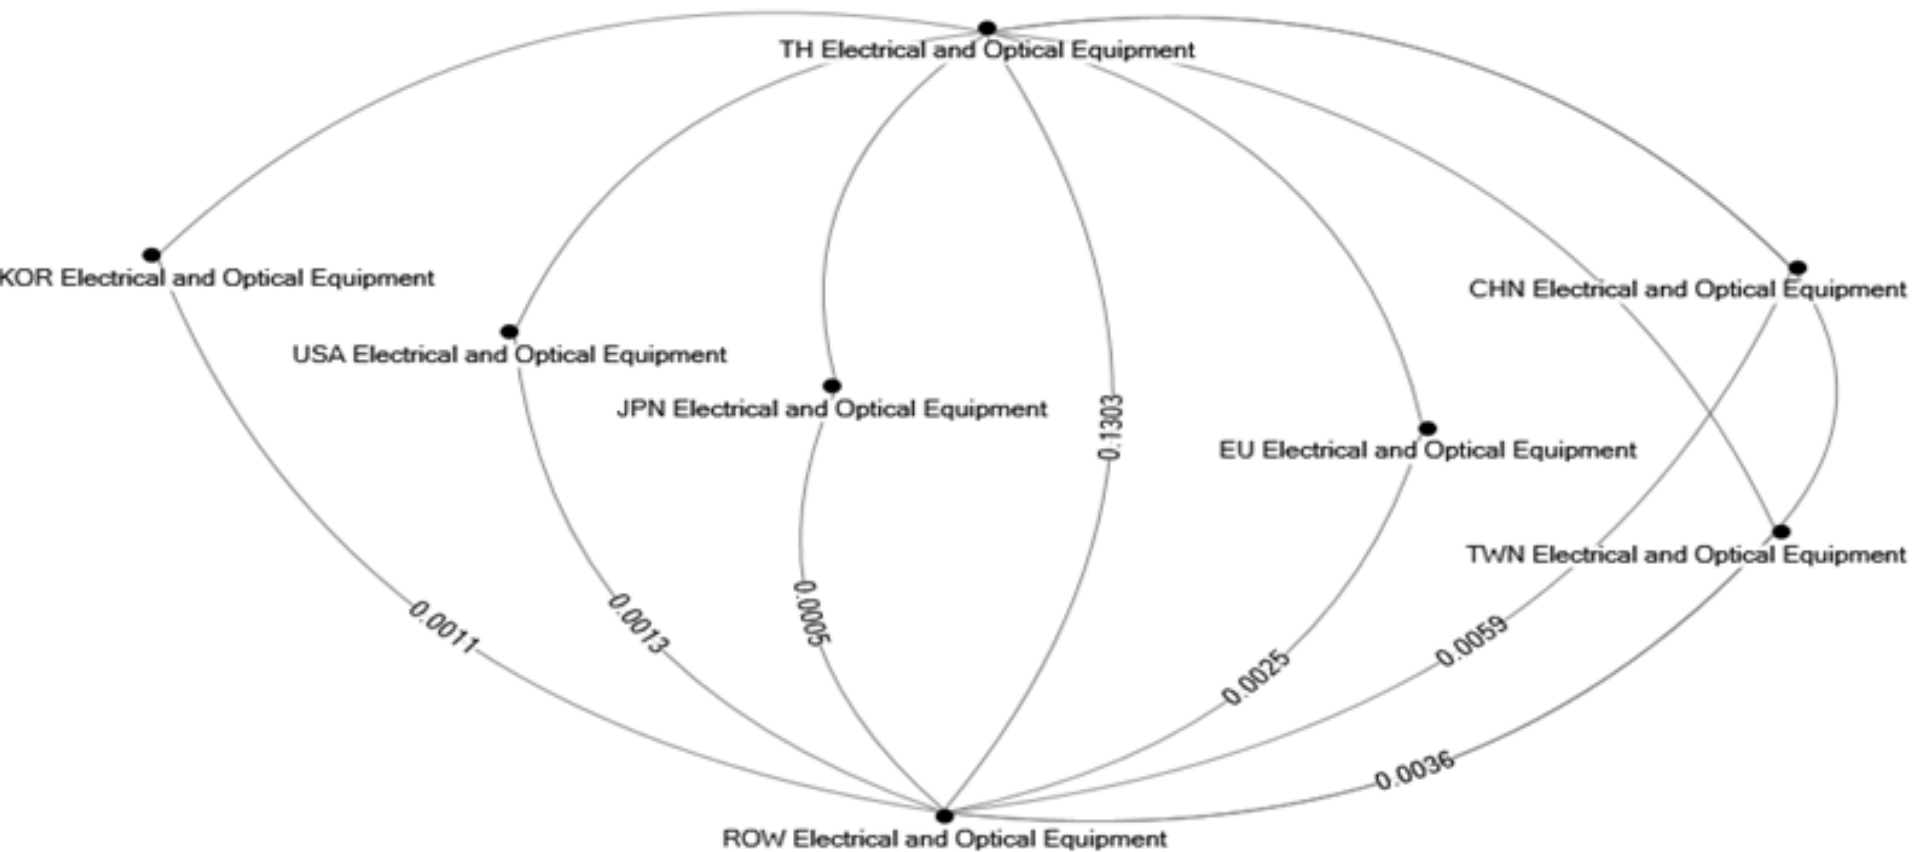 TH Electrical and Optical Equipment
KOR Electrical and Optical Equipment
CHN Electrical and Optical Equipment
USA Electrical and Optical Equipment
JPN Electrical and Optical Equipment
0.1303
EU Electrical and Optical Equipment
TWN Electrical and Optical Equipment
0.0011
0.0013
0.0005
0.0025
0.0059
0.0036
ROW Electrical and Optical Equipment